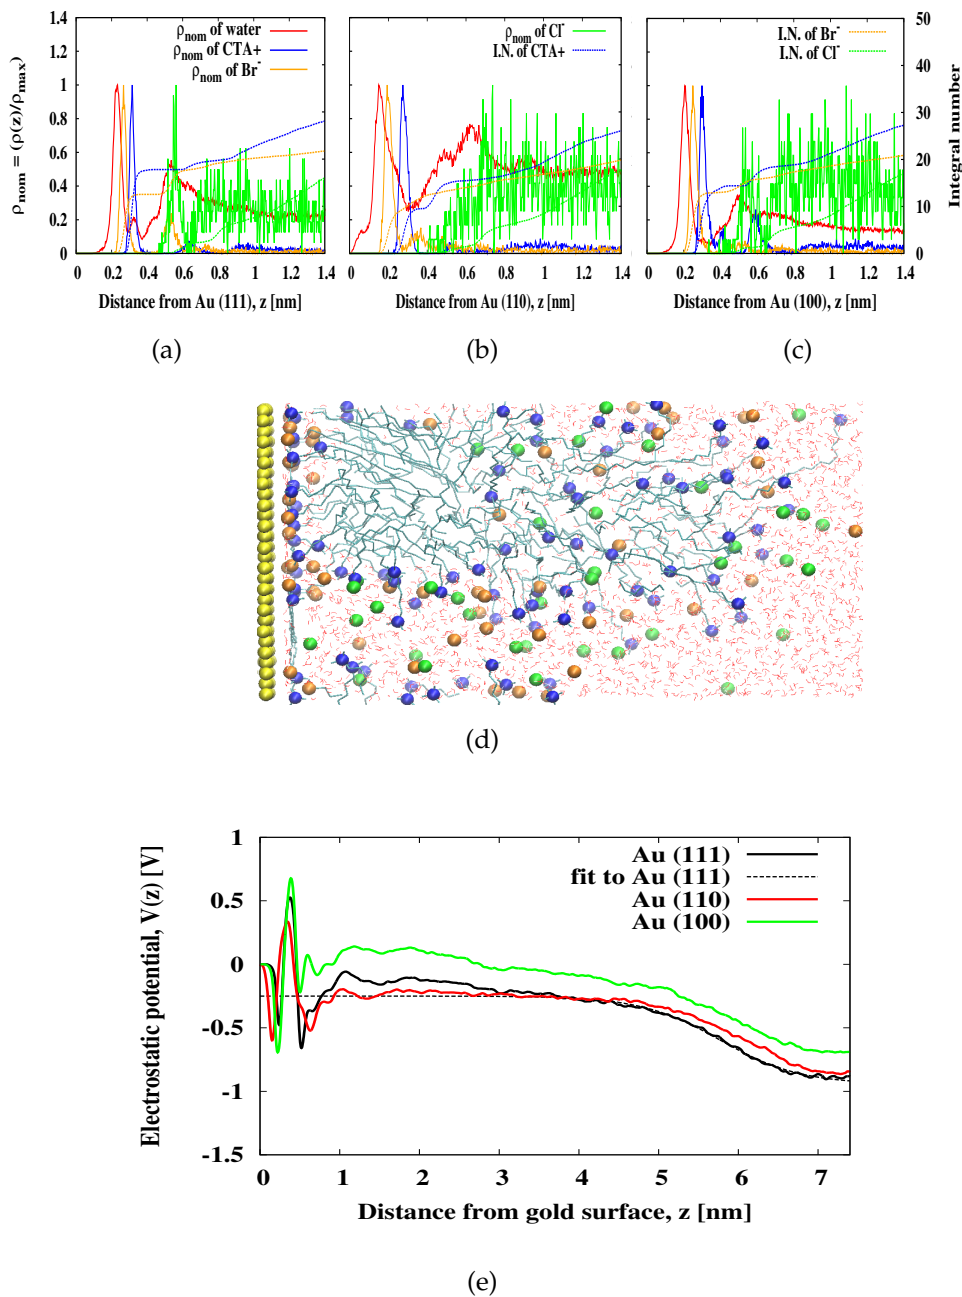 1.4
1.2
1
0.8
0.6
0.4
0.2
0
ρnom = (ρ(z)/ρmax)
ρnom of water
ρnom of CTA+
ρnom of Br-
0 0.2 0.4 0.6 0.8 1 1.2 1.4
Distance from Au (111), z [nm]
(a)
ρnom of Cl-
I.N. of CTA+
0 0.2 0.4 0.6 0.8 1 1.2 1.4
Distance from Au (110), z [nm]
(b)
I.N. of Br-
I.N. of Cl-
0 0.2 0.4 0.6 0.8 1 1.2 1.4
Distance from Au (100), z [nm]
50
40
30
20
10
0
Integral number
(c)
(d)
1
0.5
0
-0.5
-1
-1.5
Electrostatic potential, V(z) [V]
Au (111)
fit to Au (111)
Au (110)
Au (100)
0 1 2 3 4 5 6 7
Distance from gold surface, z [nm]
(e)